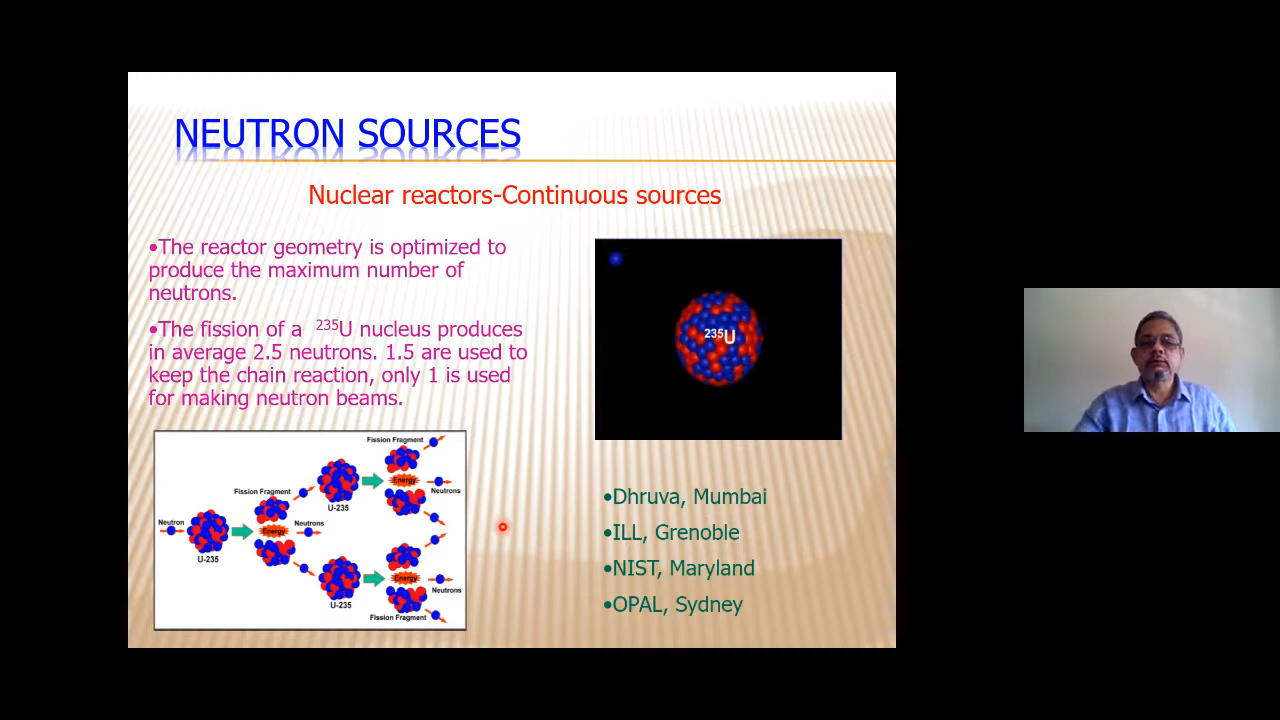 NEUTRON SOURCES
Nuclear reactors-Continuous sources
•The reactor geometry is optimized to
produce the maximum number of
neutrons.
•The fission of a ²³⁵U nucleus produces
in average 2.5 neutrons. 1.5 are used to
keep the chain reaction, only 1 is used
for making neutron beams.
²³⁵U
Neutron
U-235
Fission Fragment
Energy
Neutrons
U-235
U-235
Fission Fragment
Energy
Neutrons
Energy
Neutrons
Fission Fragment
•Dhruva, Mumbai
•ILL, Grenoble
•NIST, Maryland
•OPAL, Sydney